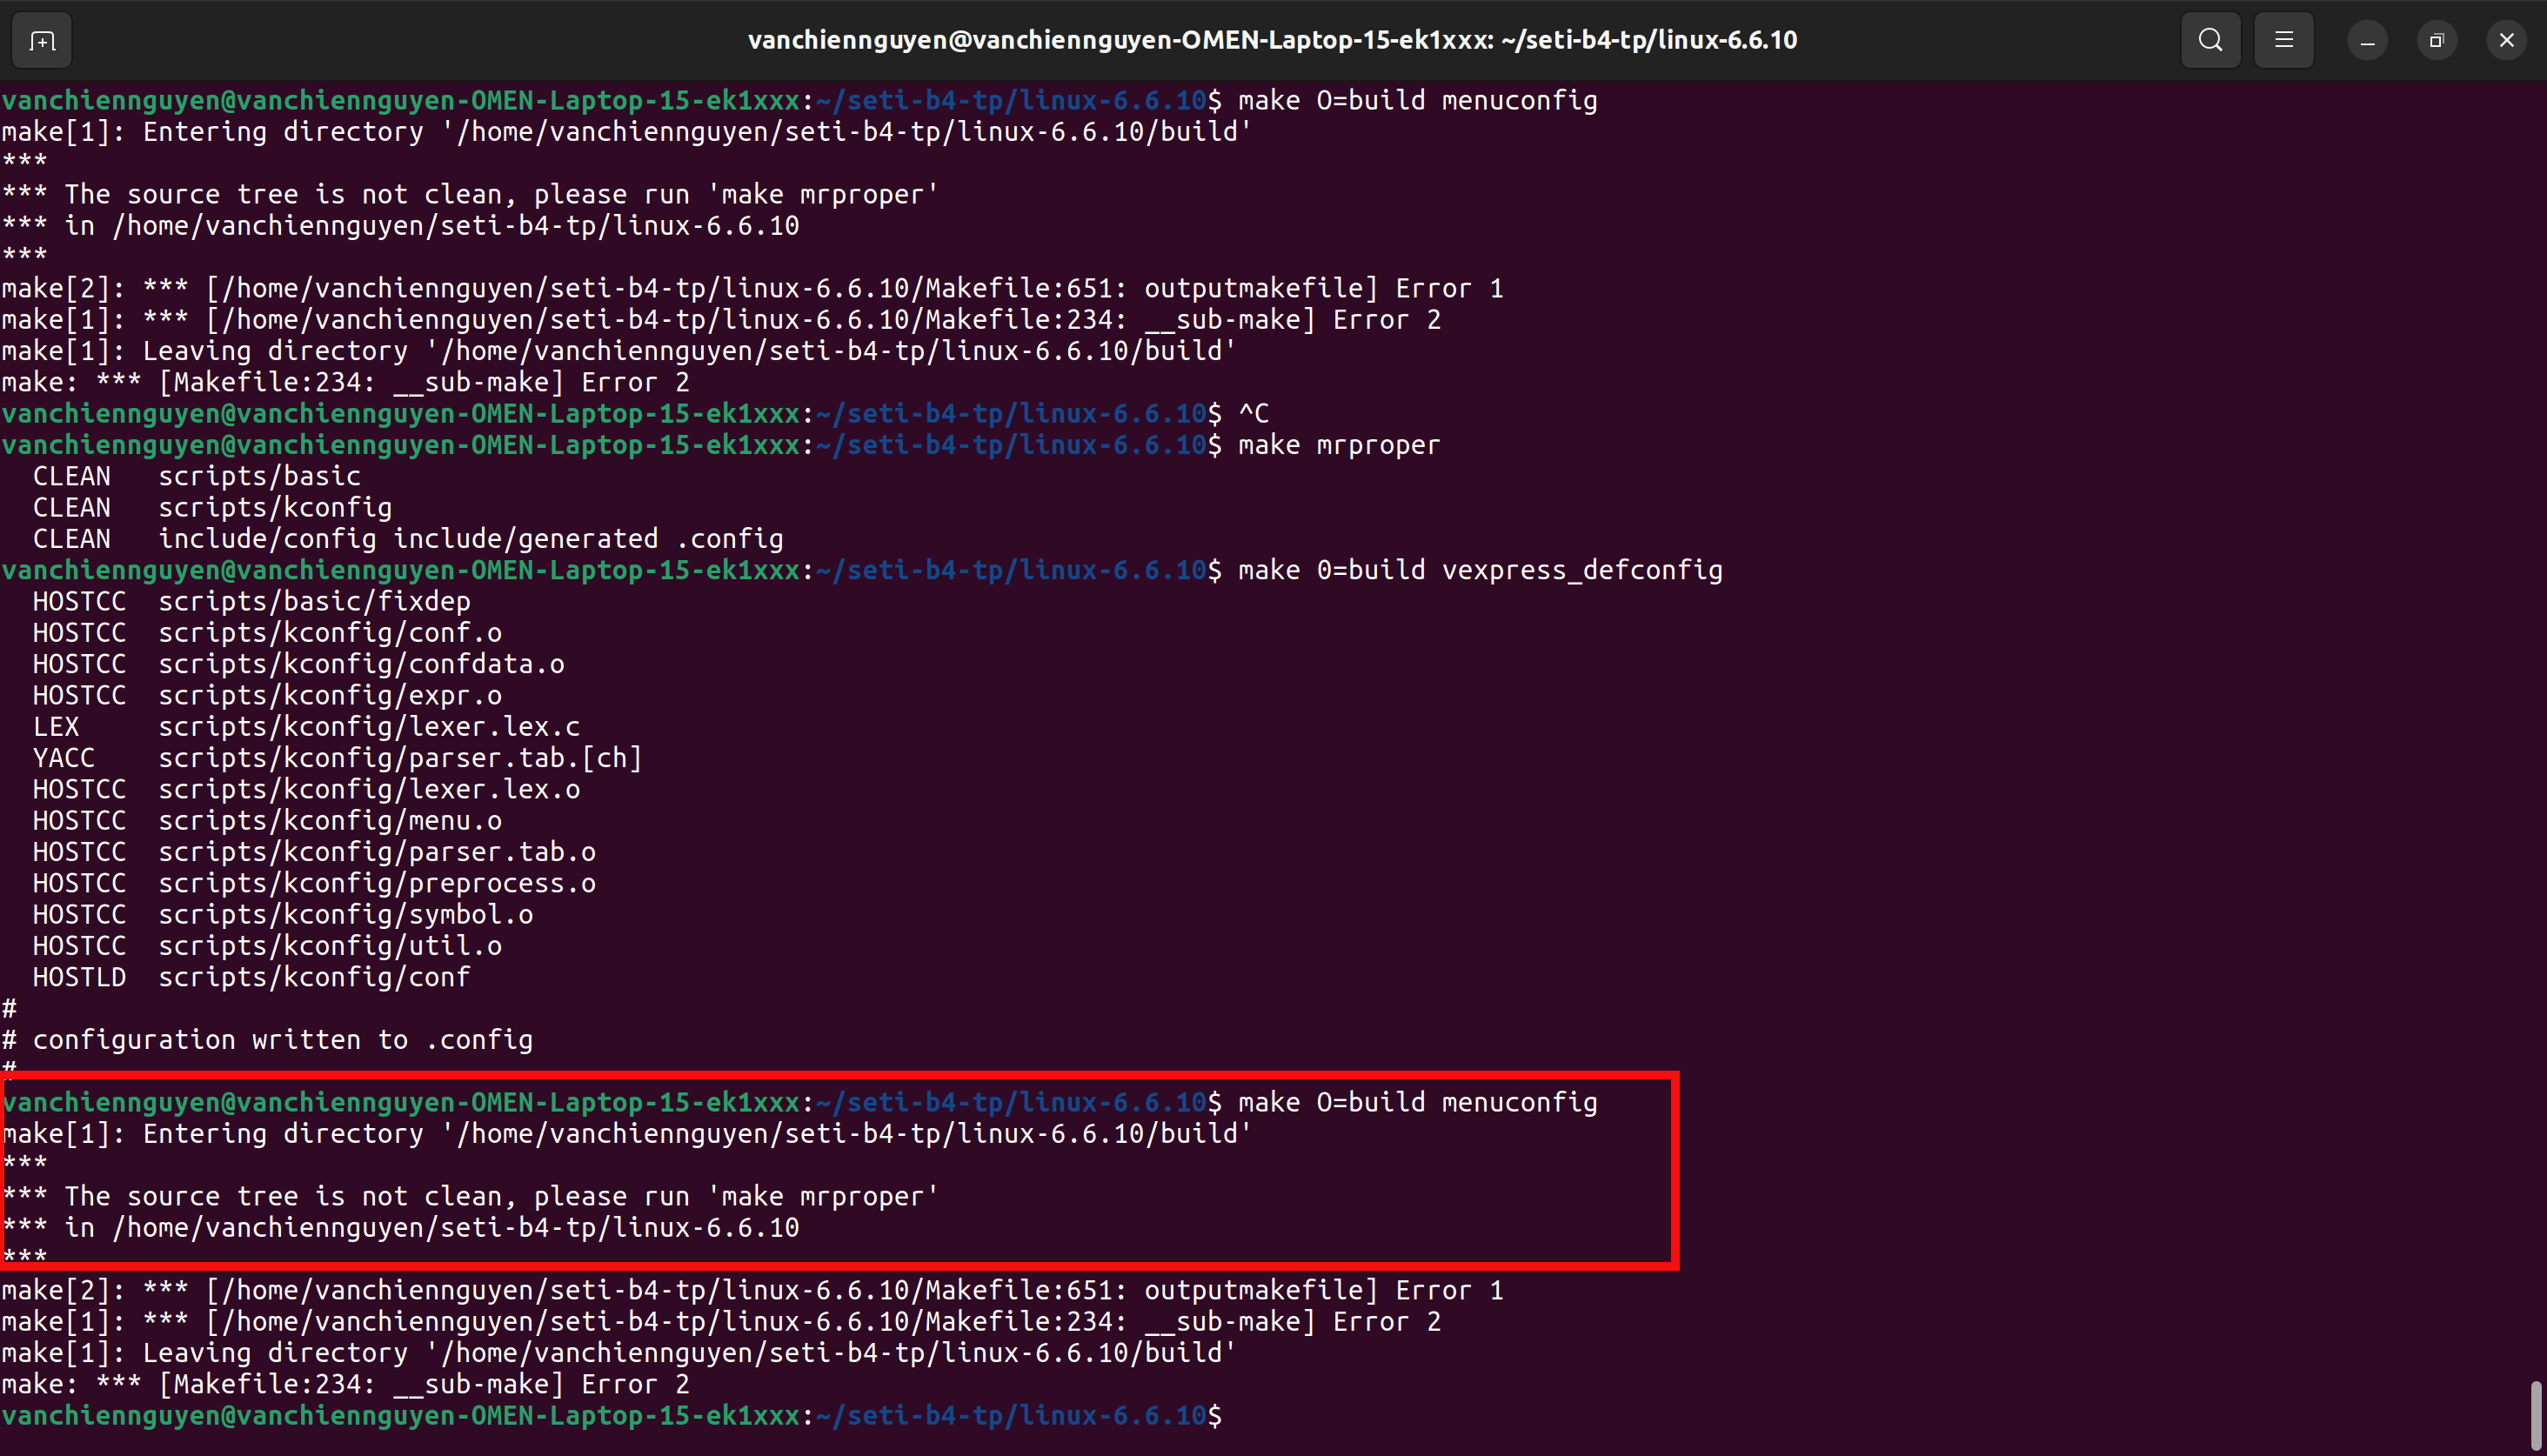 vanchiennguyen@vanchiennguyen-OMEN-Laptop-15-ek1xxx: ~/seti-b4-tp/linux-6.6.10
vanchiennguyen@vanchiennguyen-OMEN-Laptop-15-ek1xxx:~/seti-b4-tp/linux-6.6.10$ make O=build menuconfig
make[1]: Entering directory '/home/vanchiennguyen/seti-b4-tp/linux-6.6.10/build'
***
*** The source tree is not clean, please run 'make mrproper'
*** in /home/vanchiennguyen/seti-b4-tp/linux-6.6.10
***
make[2]: *** [/home/vanchiennguyen/seti-b4-tp/linux-6.6.10/Makefile:651: outputmakefile] Error 1
make[1]: *** [/home/vanchiennguyen/seti-b4-tp/linux-6.6.10/Makefile:234: __sub-make] Error 2
make[1]: Leaving directory '/home/vanchiennguyen/seti-b4-tp/linux-6.6.10/build'
make: *** [Makefile:234: __sub-make] Error 2
vanchiennguyen@vanchiennguyen-OMEN-Laptop-15-ek1xxx:~/seti-b4-tp/linux-6.6.10$ ^C
vanchiennguyen@vanchiennguyen-OMEN-Laptop-15-ek1xxx:~/seti-b4-tp/linux-6.6.10$ make mrproper
  CLEAN   scripts/basic
  CLEAN   scripts/kconfig
  CLEAN   include/config include/generated .config
vanchiennguyen@vanchiennguyen-OMEN-Laptop-15-ek1xxx:~/seti-b4-tp/linux-6.6.10$ make 0=build vexpress_defconfig
  HOSTCC  scripts/basic/fixdep
  HOSTCC  scripts/kconfig/conf.o
  HOSTCC  scripts/kconfig/confdata.o
  HOSTCC  scripts/kconfig/expr.o
  LEX     scripts/kconfig/lexer.lex.c
  YACC    scripts/kconfig/parser.tab.[ch]
  HOSTCC  scripts/kconfig/lexer.lex.o
  HOSTCC  scripts/kconfig/menu.o
  HOSTCC  scripts/kconfig/parser.tab.o
  HOSTCC  scripts/kconfig/preprocess.o
  HOSTCC  scripts/kconfig/symbol.o
  HOSTCC  scripts/kconfig/util.o
  HOSTLD  scripts/kconfig/conf
#
# configuration written to .config
#
vanchiennguyen@vanchiennguyen-OMEN-Laptop-15-ek1xxx:~/seti-b4-tp/linux-6.6.10$ make O=build menuconfig
make[1]: Entering directory '/home/vanchiennguyen/seti-b4-tp/linux-6.6.10/build'
***
*** The source tree is not clean, please run 'make mrproper'
*** in /home/vanchiennguyen/seti-b4-tp/linux-6.6.10
***
make[2]: *** [/home/vanchiennguyen/seti-b4-tp/linux-6.6.10/Makefile:651: outputmakefile] Error 1
make[1]: *** [/home/vanchiennguyen/seti-b4-tp/linux-6.6.10/Makefile:234: __sub-make] Error 2
make[1]: Leaving directory '/home/vanchiennguyen/seti-b4-tp/linux-6.6.10/build'
make: *** [Makefile:234: __sub-make] Error 2
vanchiennguyen@vanchiennguyen-OMEN-Laptop-15-ek1xxx:~/seti-b4-tp/linux-6.6.10$